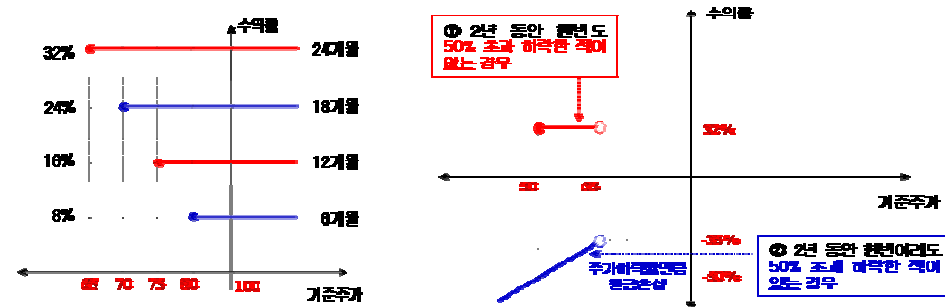 수익률
32%
24개월
24%
18개월
16%
12개월
8%
6개월
65 70 75 80 100
기준주가
수익률
① 2년 동안 한번도
50% 초과 하락한 적이
없는 경우
32%
50 65
기준주가
-35%
-50%
주가하락률만큼
원금손실
② 2년 동안 한번이라도
50% 초과 하락한 적이
있는 경우